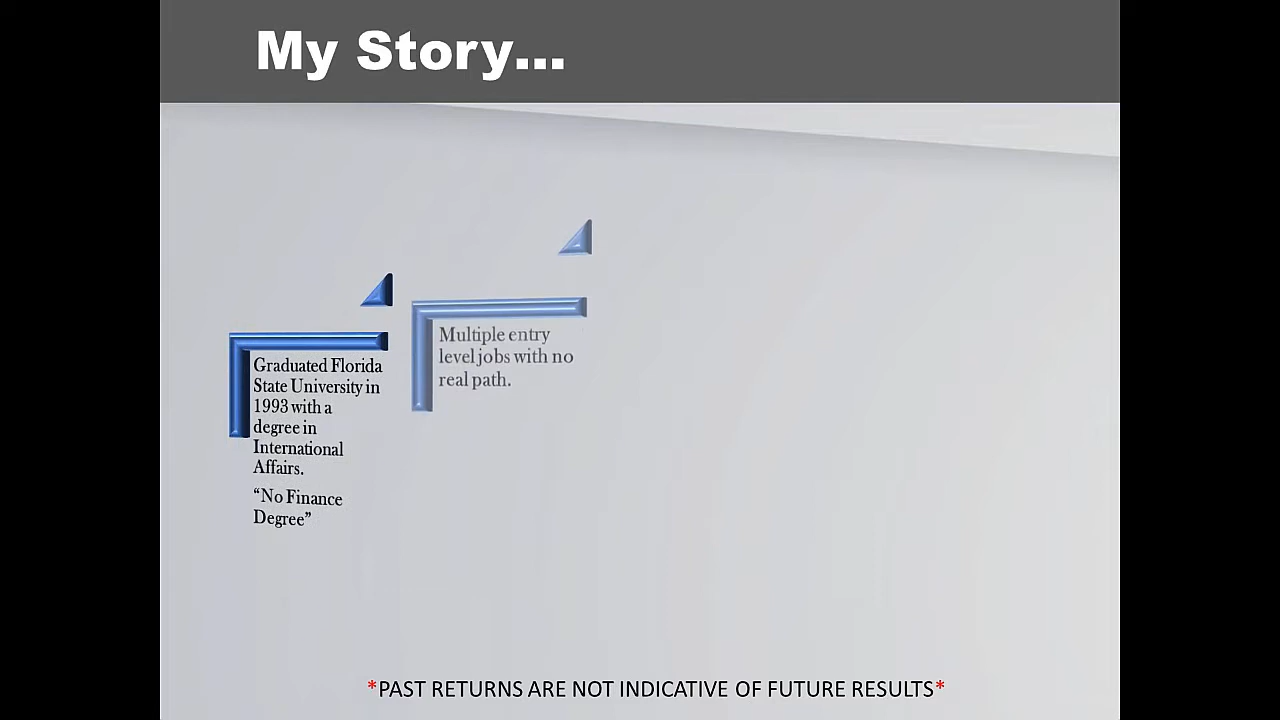 My Story...
Graduated Florida
State University in
1993 with a
degree in
International
Affairs.
“No Finance
Degree”
Multiple entry
level jobs with no
real path.
*PAST RETURNS ARE NOT INDICATIVE OF FUTURE RESULTS*